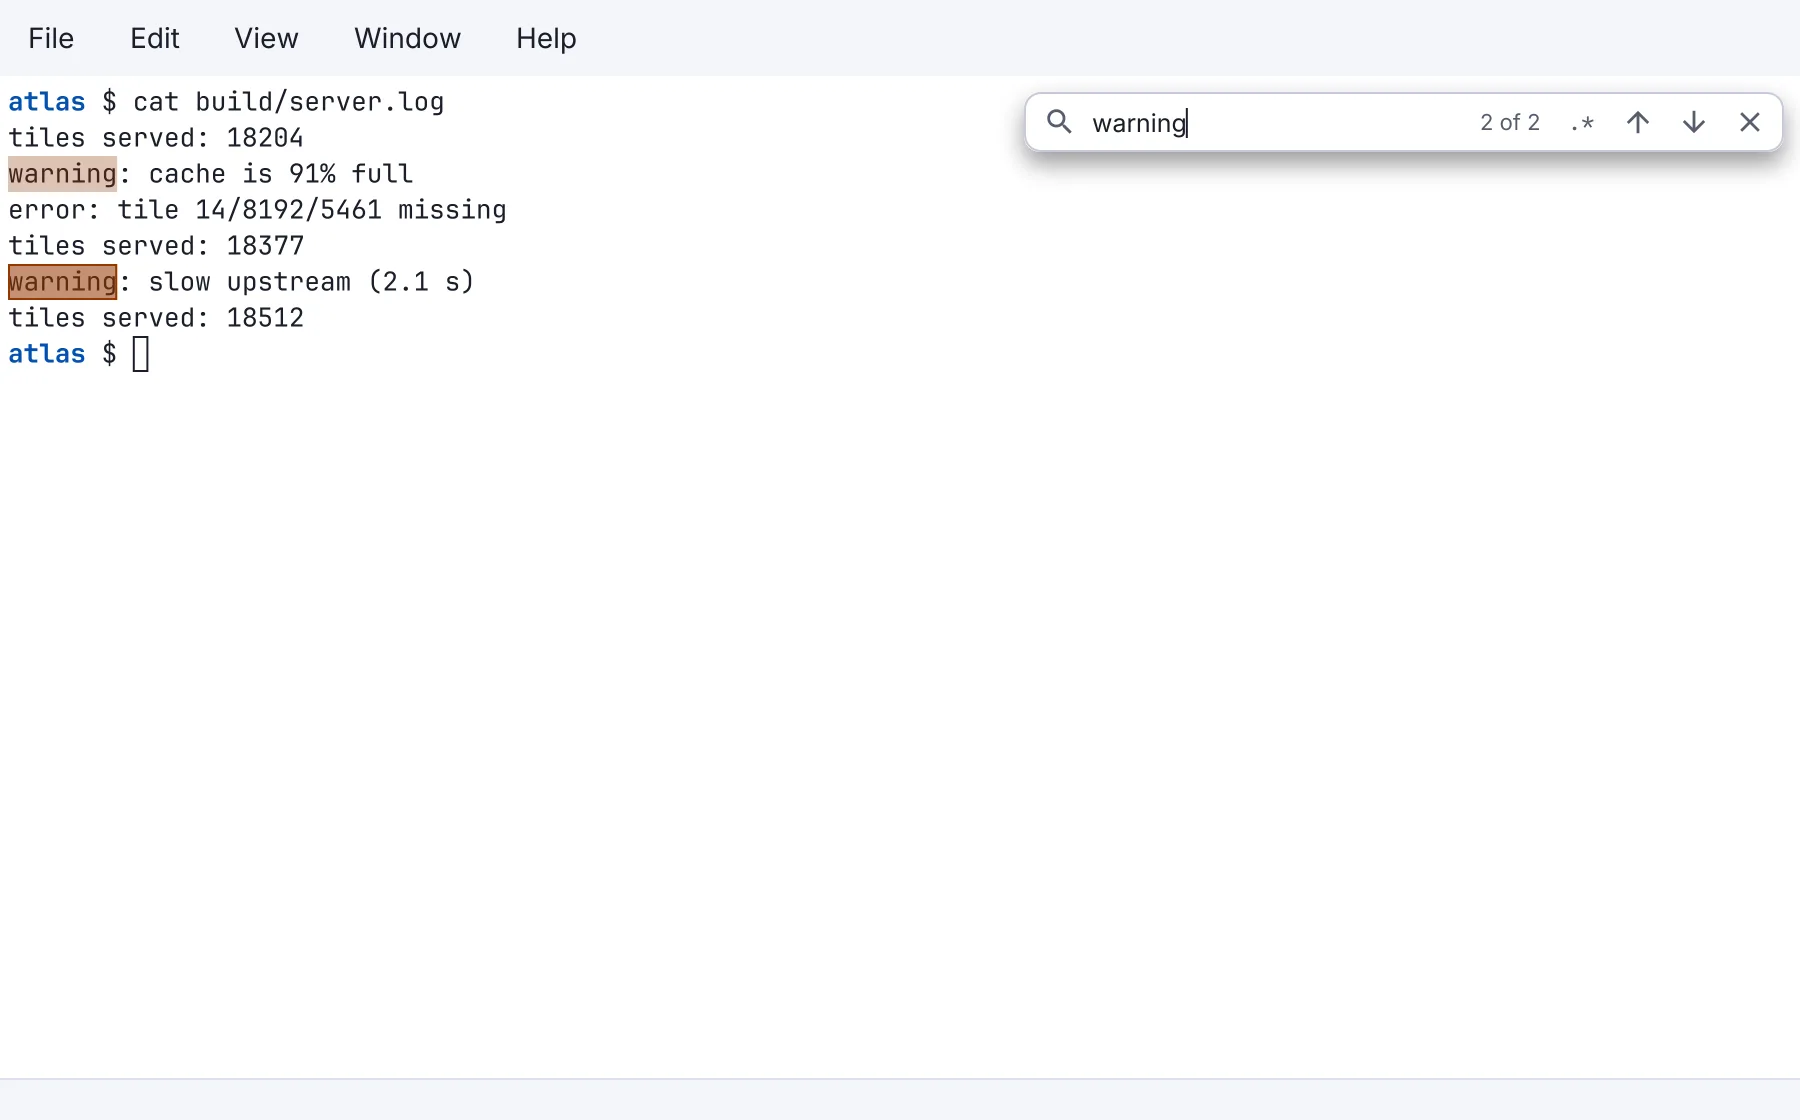 File Edit View Window Help
atlas $ cat build/server.log
warning 2 of 2 .*
tiles served: 18204
warning: cache is 91% full
error: tile 14/8192/5461 missing
tiles served: 18377
warning: slow upstream (2.1 s)
tiles served: 18512
atlas $